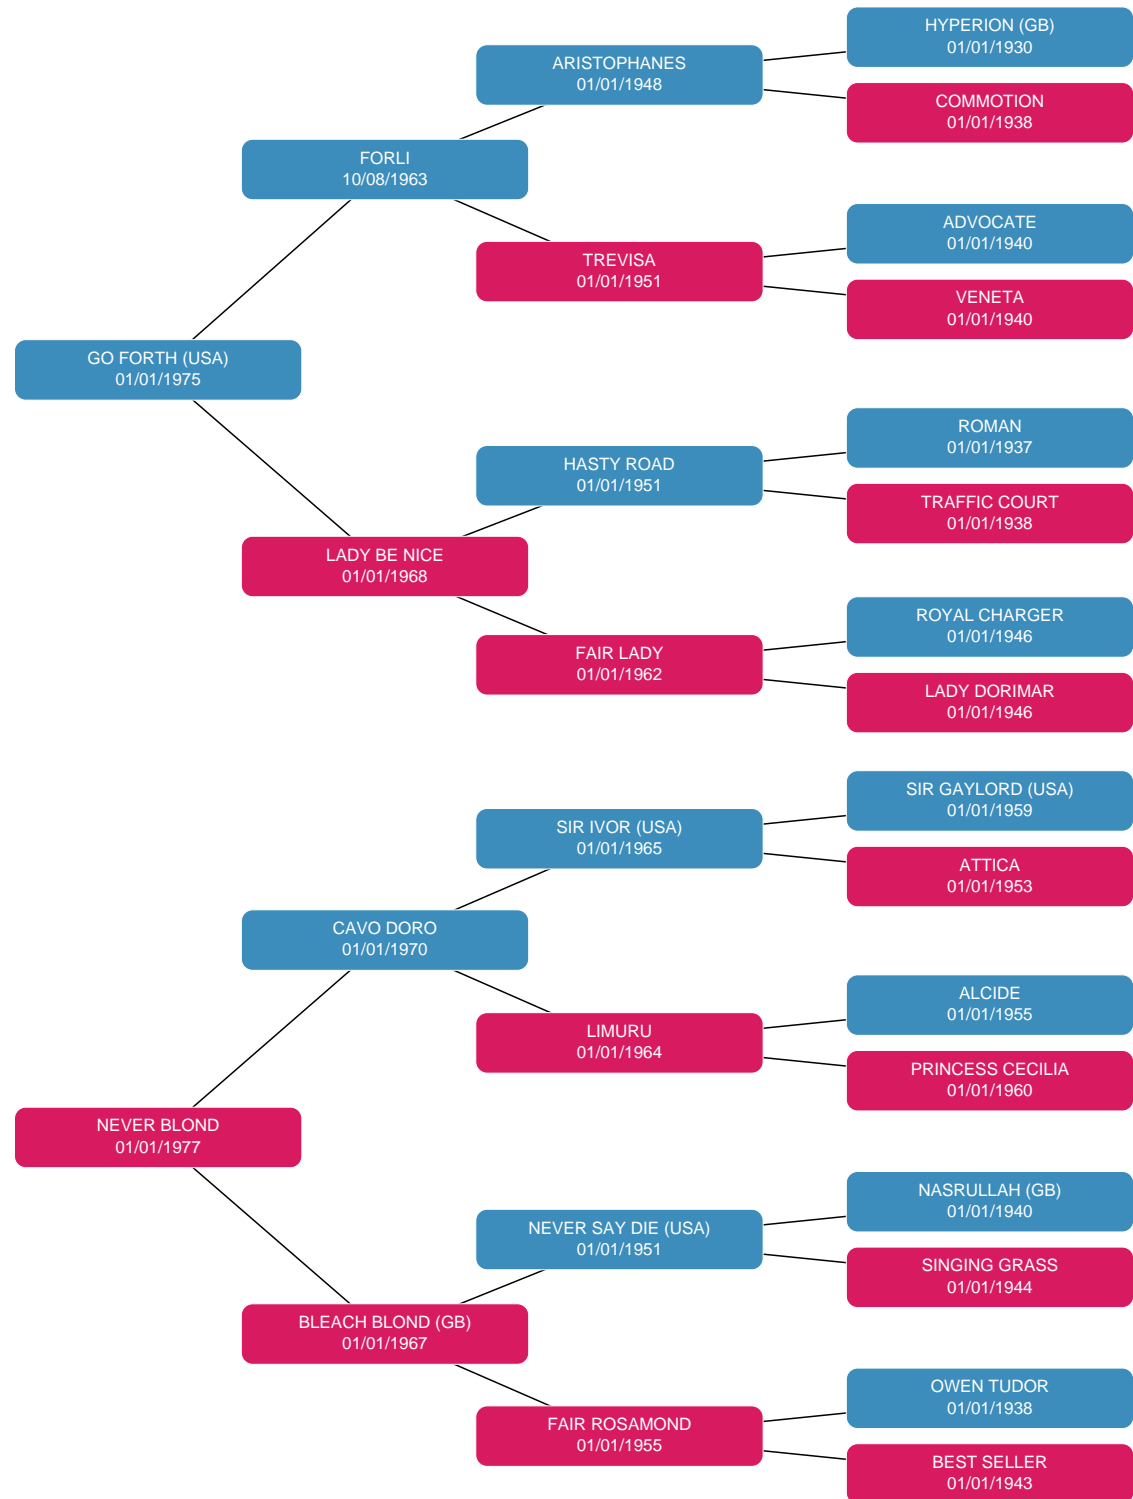 HYPERION (GB)
01/01/1930
ARISTOPHANES
01/01/1948
COMMOTION
01/01/1938
FORLI
10/08/1963
ADVOCATE
01/01/1940
TREVISA
01/01/1951
VENETA
01/01/1940
GO FORTH (USA)
01/01/1975
ROMAN
01/01/1937
HASTY ROAD
01/01/1951
TRAFFIC COURT
01/01/1938
LADY BE NICE
01/01/1968
ROYAL CHARGER
01/01/1946
FAIR LADY
01/01/1962
LADY DORIMAR
01/01/1946
SIR GAYLORD (USA)
01/01/1959
SIR IVOR (USA)
01/01/1965
ATTICA
01/01/1953
CAVO DORO
01/01/1970
ALCIDE
01/01/1955
LIMURU
01/01/1964
PRINCESS CECILIA
01/01/1960
NEVER BLOND
01/01/1977
NASRULLAH (GB)
01/01/1940
NEVER SAY DIE (USA)
01/01/1951
SINGING GRASS
01/01/1944
BLEACH BLOND (GB)
01/01/1967
OWEN TUDOR
01/01/1938
FAIR ROSAMOND
01/01/1955
BEST SELLER
01/01/1943